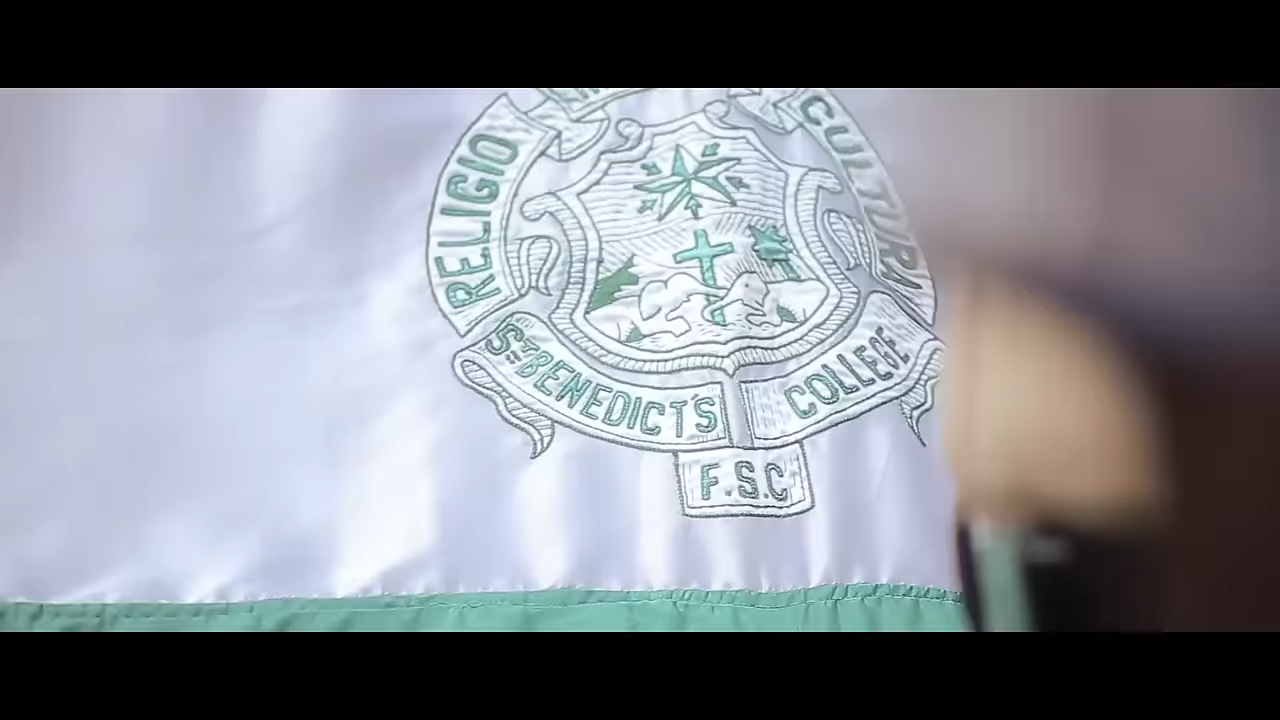 RELIGIO
CULTURA
ST BENEDICT'S
COLLEGE
F.S.C